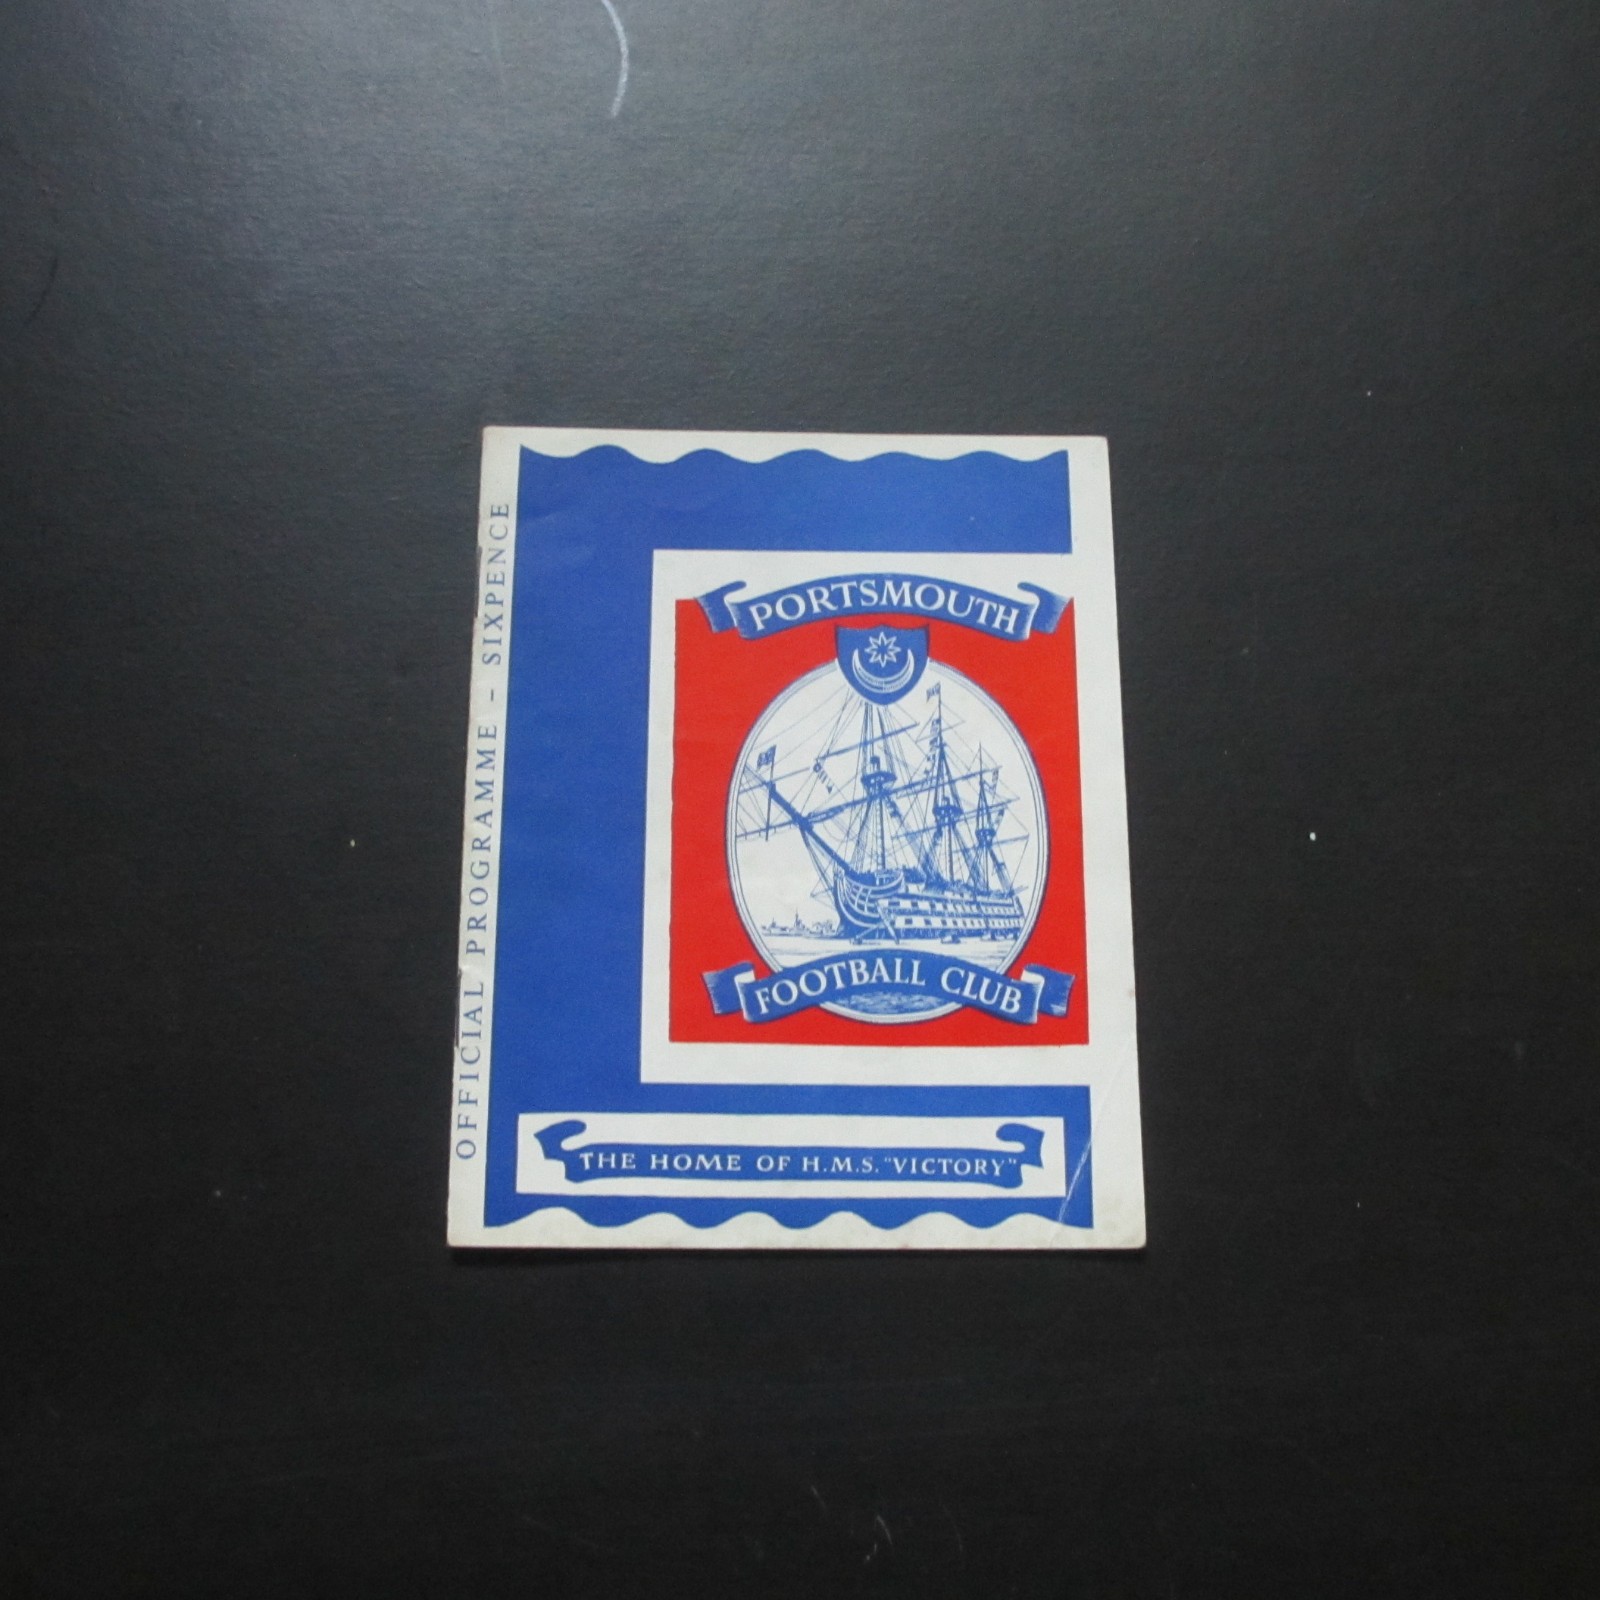 OFFICIAL PROGRAMME - SIXPENCE
PORTSMOUTH
FOOTBALL CLUB
THE HOME OF H.M.S. "VICTORY"